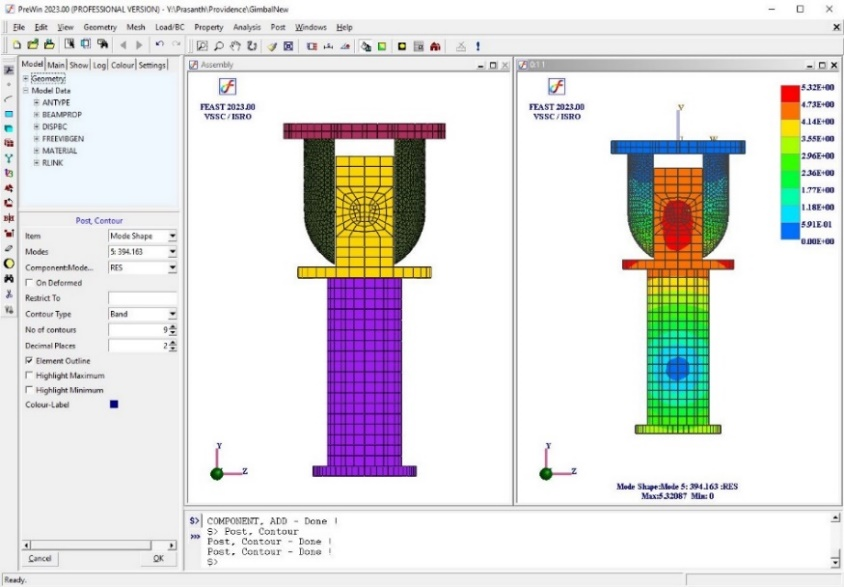 PreWin 2023.00 (PROFESSIONAL VERSION) - V:\Prasanth\Providence\GimbalNew
File Edit View Geometry Mesh Load/BC Property Analysis Post Windows Help
Model Main Show Log Colour Settings
Geometry
Model Data
ANTYPE
BEAMPROP
DISPBC
FREEVIBGEN
MATERIAL
RLINK
Post, Contour
Item Mode Shape
Modes 5: 394.163
Component:Mode... RES
On Deformed
Restrict To
Contour Type Band
No of contours 9
Decimal Places 2
Element Outline
Highlight Maximum
Highlight Minimum
Colour-Label
Cancel OK
Assembly
FEAST 2023.00
VSSC / ISRO
Y
Z
FEAST 2023.00
VSSC / ISRO
5.32E+00
4.73E+00
4.14E+00
3.55E+00
2.96E+00
2.36E+00
1.77E+00
1.18E+00
5.91E-01
0.00E+00
Y
Z
Mode Shape:Mode 5: 394.163 :RES
Max:5.32087 Min: 0
$> COMPONENT, ADD - Done !
>>> $> Post, Contour
Post, Contour - Done !
Post, Contour - Done !
$>
Ready.